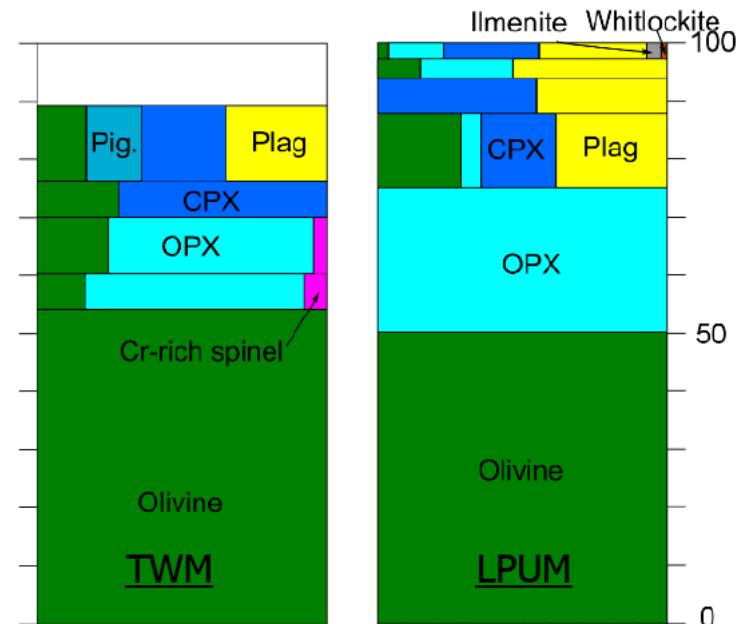 Ilmenite Whitlockite
100
Pig. Plag
CPX Plag
CPX
OPX
OPX
50
Cr-rich spinel
Olivine
Olivine
TWM
LPUM
0